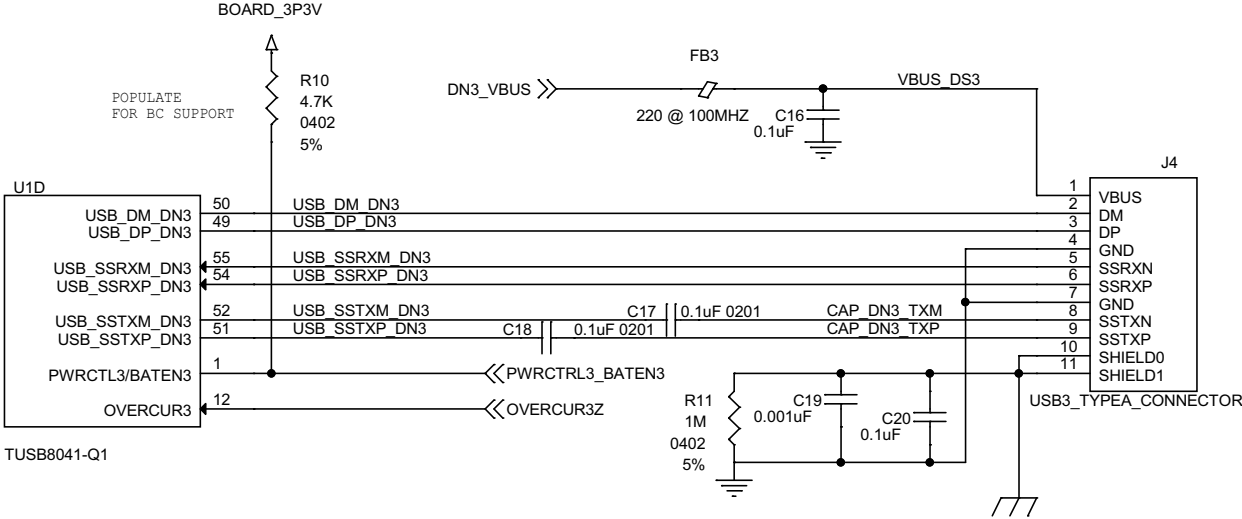 BOARD_3P3V
R10
4.7K
0402
5%
POPULATE
FOR BC SUPPORT
DN3_VBUS
FB3
220 @ 100MHZ
VBUS_DS3
C16
0.1uF
J4
U1D
USB_DM_DN3 50 USB_DM_DN3 2 DM
USB_DP_DN3 49 USB_DP_DN3 3 DP
1 VBUS
4 GND
USB_SSRXM_DN3 55 USB_SSRXM_DN3 5 SSRXN
USB_SSRXP_DN3 54 USB_SSRXP_DN3 6 SSRXP
7 GND
USB_SSTXM_DN3 52 USB_SSTXM_DN3 C17 0.1uF 0201 CAP_DN3_TXM 8 SSTXN
USB_SSTXP_DN3 51 USB_SSTXP_DN3 C18 0.1uF 0201 CAP_DN3_TXP 9 SSTXP
10 SHIELD0
11 SHIELD1
PWRCTL3/BATEN3 1 PWRCTRL3_BATEN3
OVERCUR3 12 OVERCUR3Z
USB3_TYPEA_CONNECTOR
R11
1M
0402
5%
C19
0.001uF
C20
0.1uF
TUSB8041-Q1